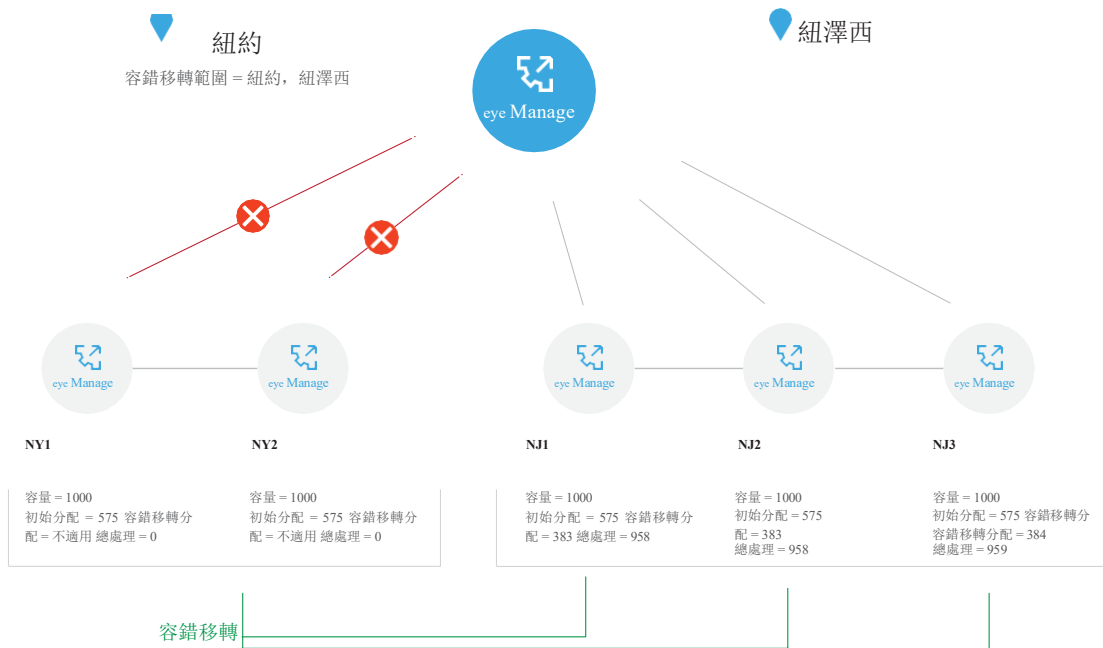 紐約
容錯移轉範圍 = 紐約，紐澤西
紐澤西
eye Manage
eye Manage
eye Manage
eye Manage
eye Manage
eye Manage
NY1
容量 = 1000
初始分配 = 575 容錯移轉分
配 = 不適用 總處理 = 0
NY2
容量 = 1000
初始分配 = 575 容錯移轉分
配 = 不適用 總處理 = 0
NJ1
容量 = 1000
初始分配 = 575 容錯移轉分
配 = 383 總處理 = 958
NJ2
容量 = 1000
初始分配 = 575
配 = 383
總處理 = 958
NJ3
容量 = 1000
初始分配 = 575 容錯移轉分
容錯移轉分配 = 384
總處理 = 959
容錯移轉